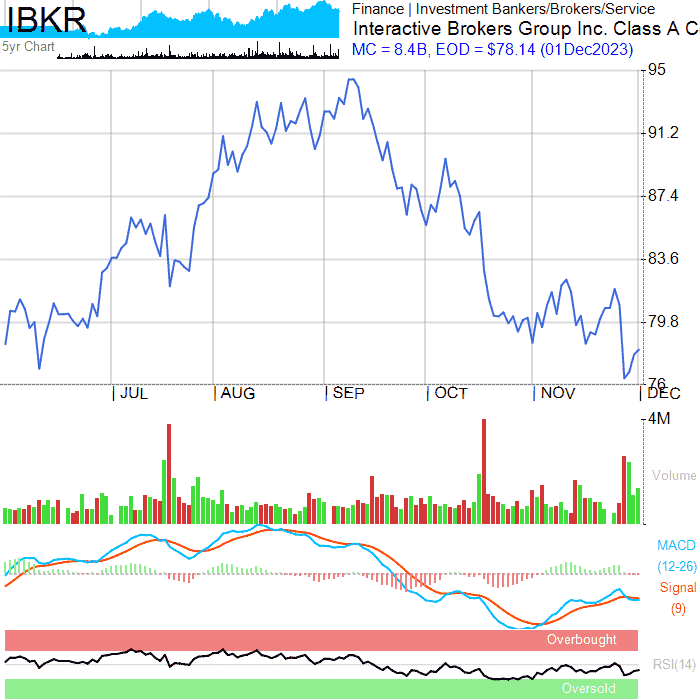 IBKR
5yr Chart
Finance | Investment Bankers/Brokers/Service
Interactive Brokers Group Inc. Class A C
MC = 8.4B, EOD = $78.14 (01Dec2023)
95
91.2
87.4
83.6
79.8
76
JUL AUG SEP OCT NOV DEC
4M
Volume
MACD
(12-26)
Signal
(9)
Overbought
RSI(14)
Oversold